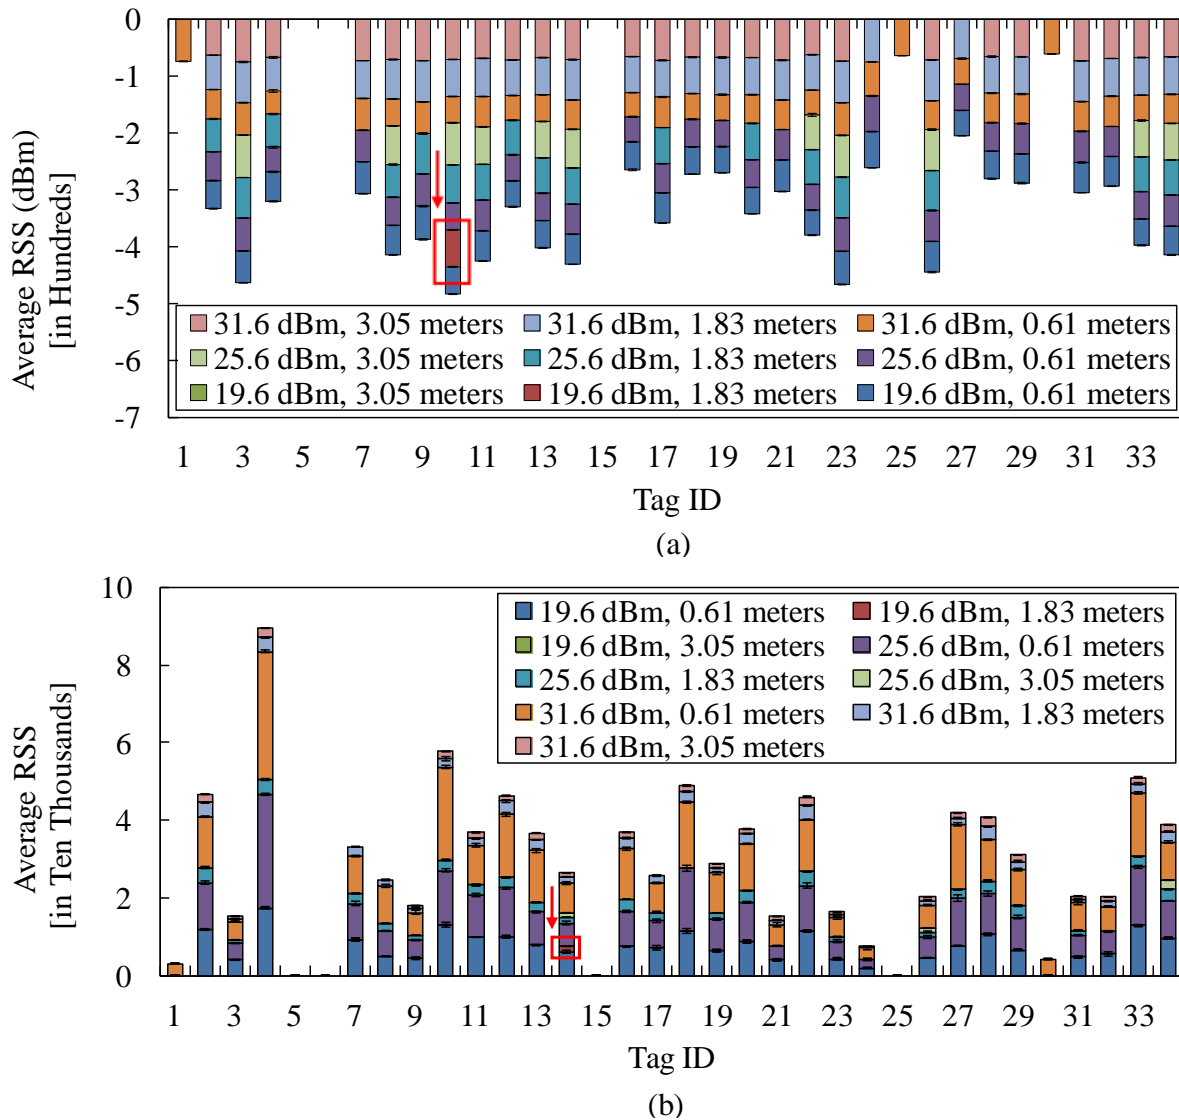 0
-1
-2
-3
-4
-5
-6
-7
Average RSS (dBm)
[in Hundreds]
31.6 dBm, 3.05 meters 31.6 dBm, 1.83 meters 31.6 dBm, 0.61 meters
25.6 dBm, 3.05 meters 25.6 dBm, 1.83 meters 25.6 dBm, 0.61 meters
19.6 dBm, 3.05 meters 19.6 dBm, 1.83 meters 19.6 dBm, 0.61 meters
1 3 5 7 9 11 13 15 17 19 21 23 25 27 29 31 33
Tag ID
(a)
10
8
6
4
2
0
Average RSS
[in Ten Thousands]
19.6 dBm, 0.61 meters 19.6 dBm, 1.83 meters
19.6 dBm, 3.05 meters 25.6 dBm, 0.61 meters
25.6 dBm, 1.83 meters 25.6 dBm, 3.05 meters
31.6 dBm, 0.61 meters 31.6 dBm, 1.83 meters
31.6 dBm, 3.05 meters
1 3 5 7 9 11 13 15 17 19 21 23 25 27 29 31 33
Tag ID
(b)